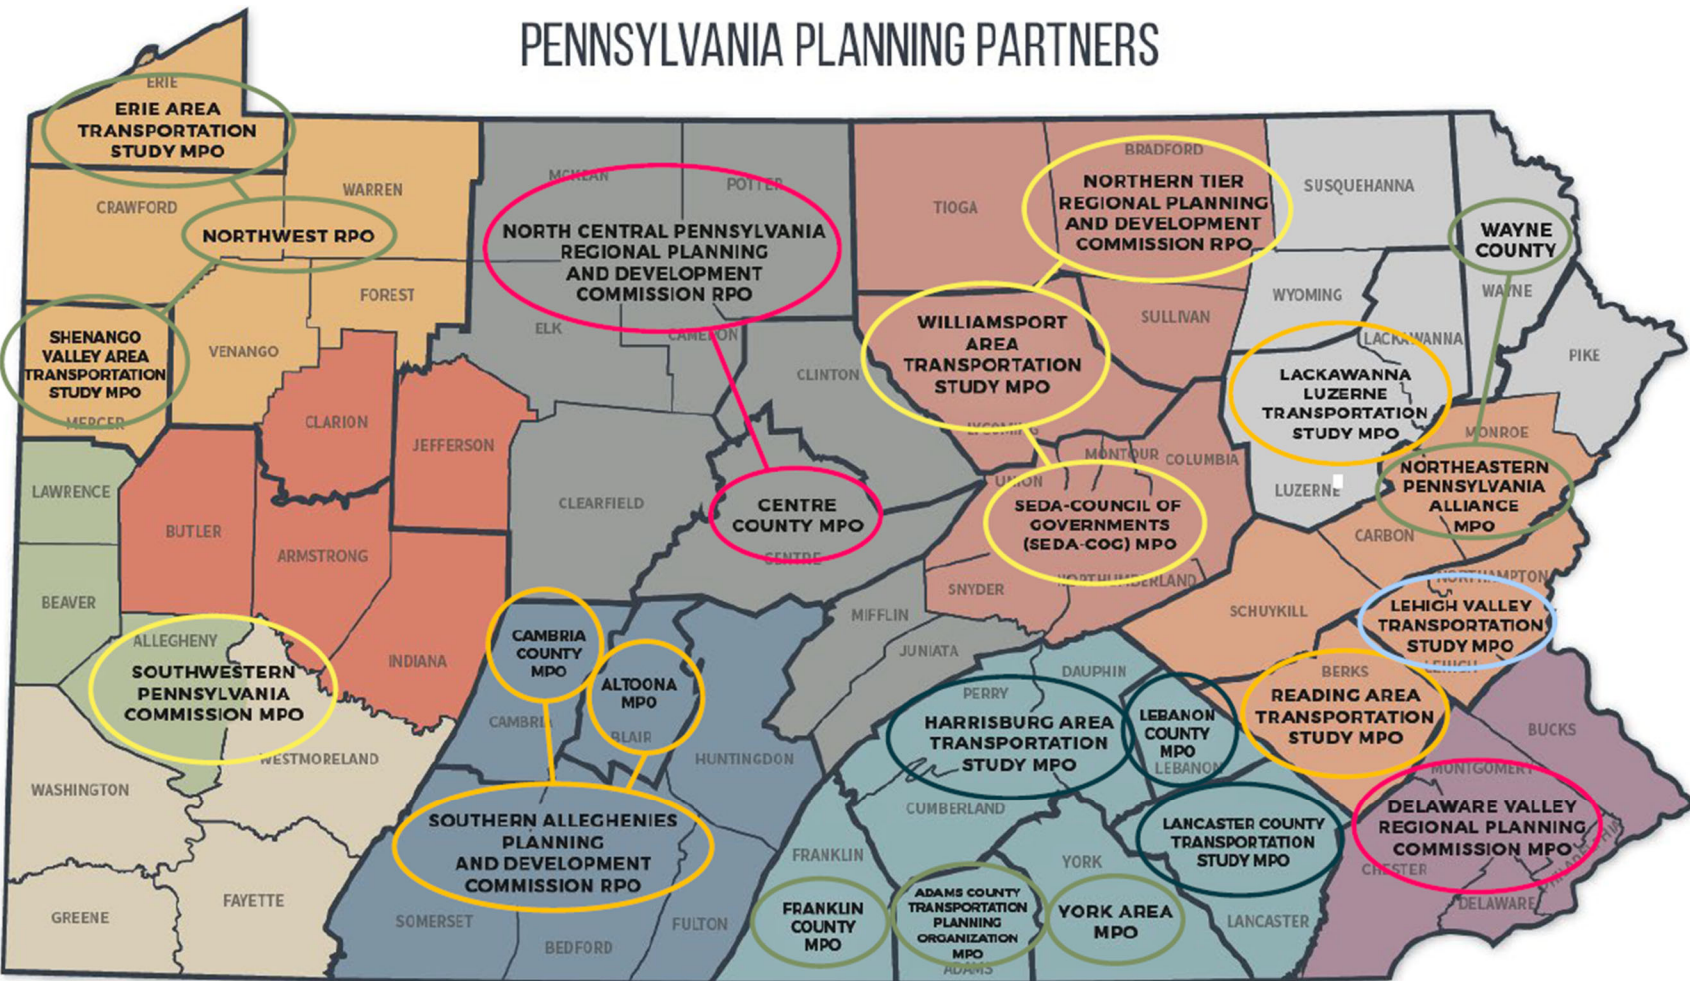 PENNSYLVANIA PLANNING PARTNERS
ERIE
ERIE AREA
TRANSPORTATION
STUDY MPO
CRAWFORD
WARREN
NORTHWEST RPO
FOREST
VENANGO
SHENANGO
VALLEY AREA
TRANSPORTATION
STUDY MPO
MERCER
MCKEAN
POTTER
NORTH CENTRAL PENNSYLVANIA
REGIONAL PLANNING
AND DEVELOPMENT
COMMISSION RPO
ELK
CAMERON
CLINTON
TIOGA
BRADFORD
NORTHERN TIER
REGIONAL PLANNING
AND DEVELOPMENT
COMMISSION RPO
SUSQUEHANNA
WAYNE
COUNTY
WAYNE
WYOMING
SULLIVAN
WILLIAMSPORT
AREA
TRANSPORTATION
STUDY MPO
LYCOMING
LACKAWANNA
LACKAWANNA
LUZERNE
TRANSPORTATION
STUDY MPO
PIKE
CLARION
JEFFERSON
LAWRENCE
BUTLER
ARMSTRONG
CLEARFIELD
CENTRE
COUNTY MPO
CENTRE
MONTOUR
COLUMBIA
UNION
SEDA-COUNCIL OF
GOVERNMENTS
(SEDA-COG) MPO
SNYDER
NORTHUMBERLAND
LUZERNE
MONROE
NORTHEASTERN
PENNSYLVANIA
ALLIANCE
MPO
CARBON
NORTHAMPTON
LEHIGH VALLEY
TRANSPORTATION
STUDY MPO
LEHIGH
SCHUYKILL
BEAVER
ALLEGHENY
SOUTHWESTERN
PENNSYLVANIA
COMMISSION MPO
INDIANA
WESTMORELAND
WASHINGTON
GREENE
FAYETTE
CAMBRIA
COUNTY
MPO
CAMBRIA
ALTOONA
MPO
BLAIR
HUNTINGDON
MIFFLIN
JUNIATA
SOUTHERN ALLEGHENIES
PLANNING
AND DEVELOPMENT
COMMISSION RPO
SOMERSET
BEDFORD
FULTON
PERRY
DAUPHIN
HARRISBURG AREA
TRANSPORTATION
STUDY MPO
LEBANON
COUNTY
MPO
LEBANON
BERKS
READING AREA
TRANSPORTATION
STUDY MPO
CUMBERLAND
FRANKLIN
FRANKLIN
COUNTY
MPO
ADAMS COUNTY
TRANSPORTATION
PLANNING
ORGANIZATION
MPO
ADAMS
YORK
YORK AREA
MPO
LANCASTER COUNTY
TRANSPORTATION
STUDY MPO
LANCASTER
BUCKS
MONTGOMERY
DELAWARE VALLEY
REGIONAL PLANNING
COMMISSION MPO
CHESTER
DELAWARE